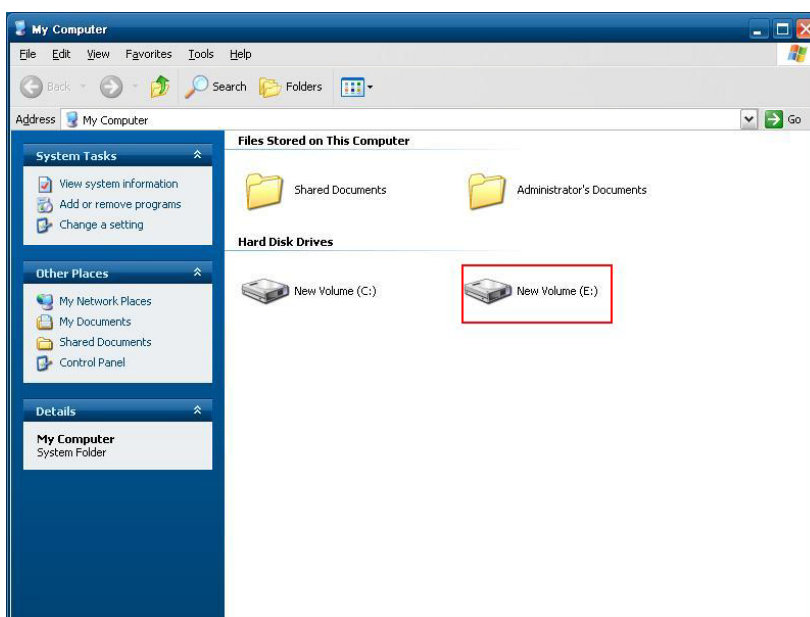 My Computer
File Edit View Favorites Tools Help
Back Search Folders
Address My Computer Go
System Tasks
View system information
Add or remove programs
Change a setting
Other Places
My Network Places
My Documents
Shared Documents
Control Panel
Details
My Computer
System Folder
Files Stored on This Computer
Shared Documents Administrator's Documents
Hard Disk Drives
New Volume (C:) New Volume (E:)